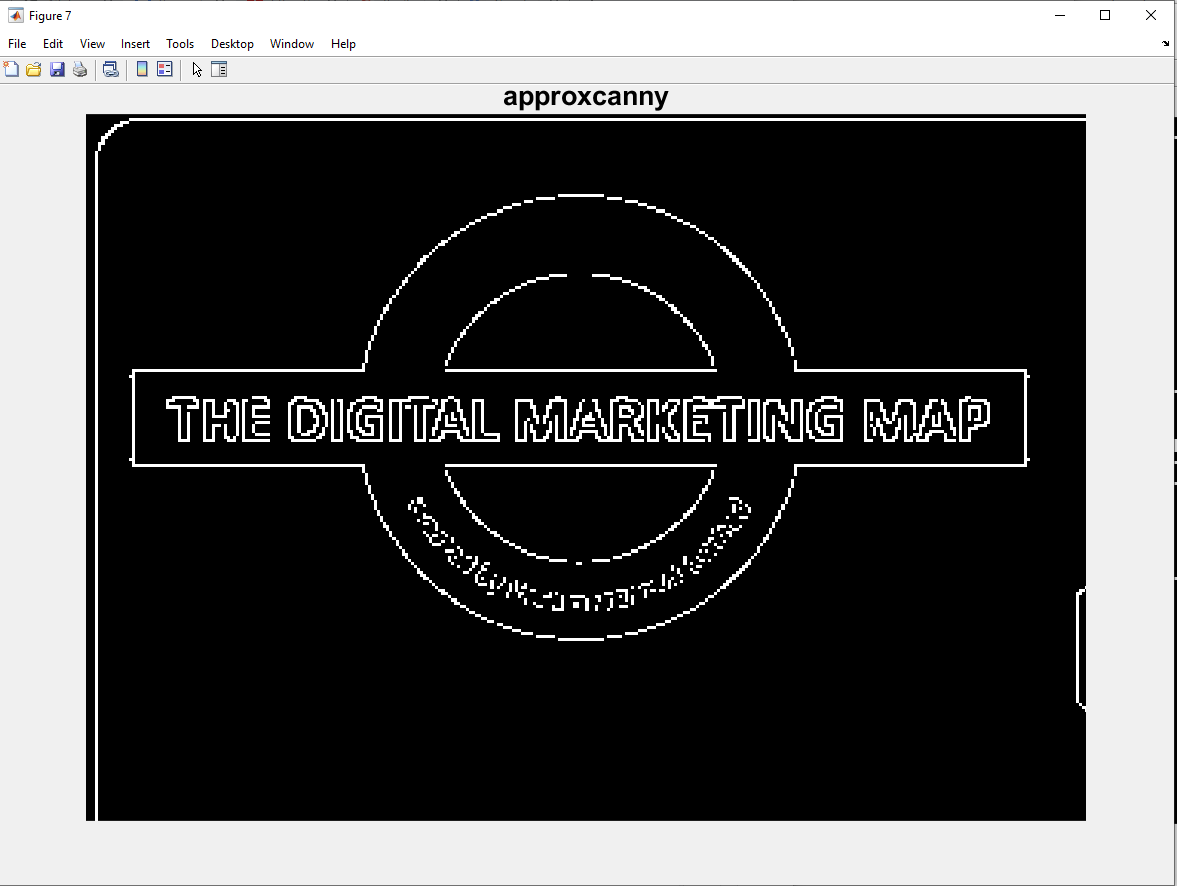 Figure 7
File Edit View Insert Tools Desktop Window Help
approxcanny
THE DIGITAL MARKETING MAP